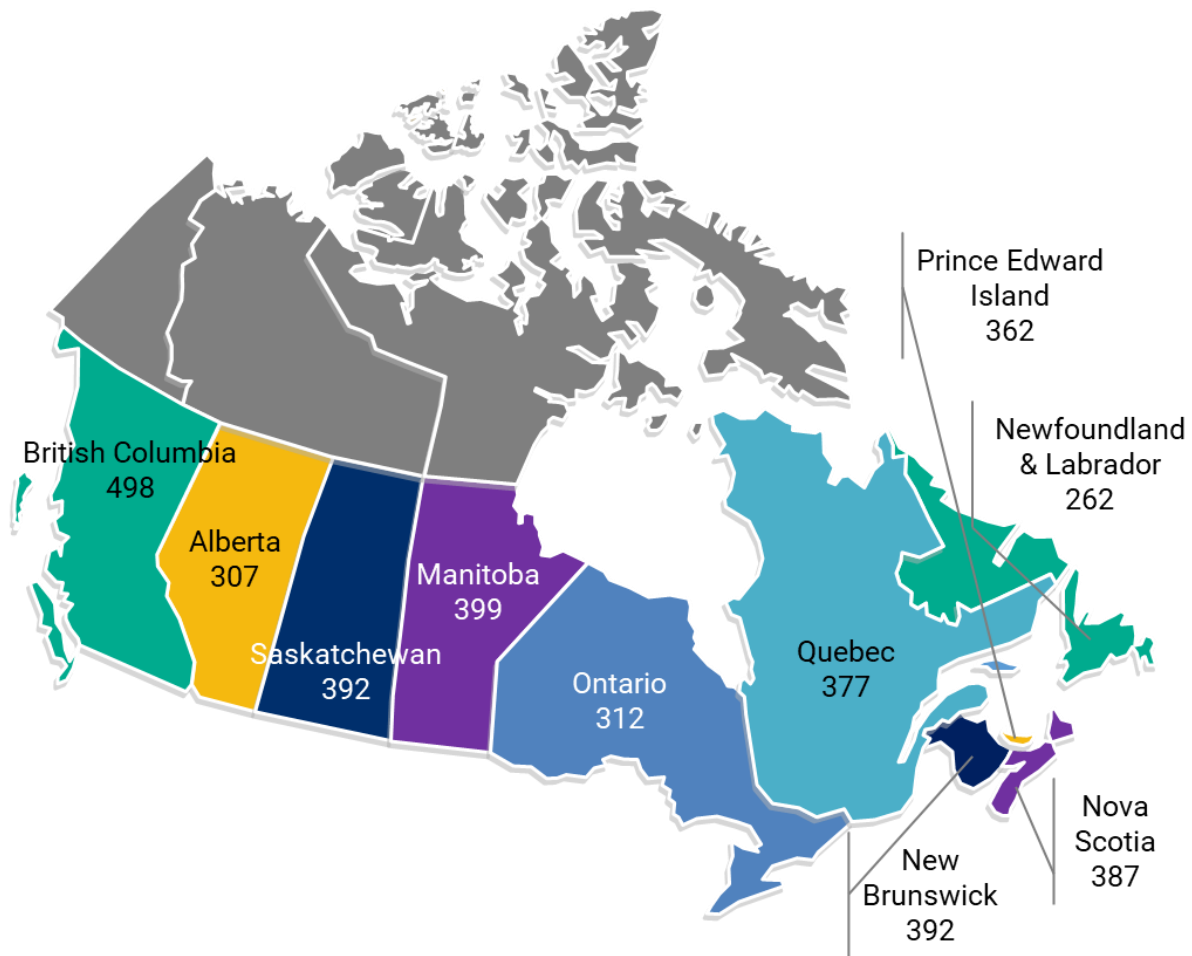 Prince Edward
Island
362
Newfoundland
& Labrador
262
British Columbia
498
Alberta
307
Manitoba
399
Saskatchewan
392
Quebec
377
Ontario
312
Nova
Scotia
387
New
Brunswick
392